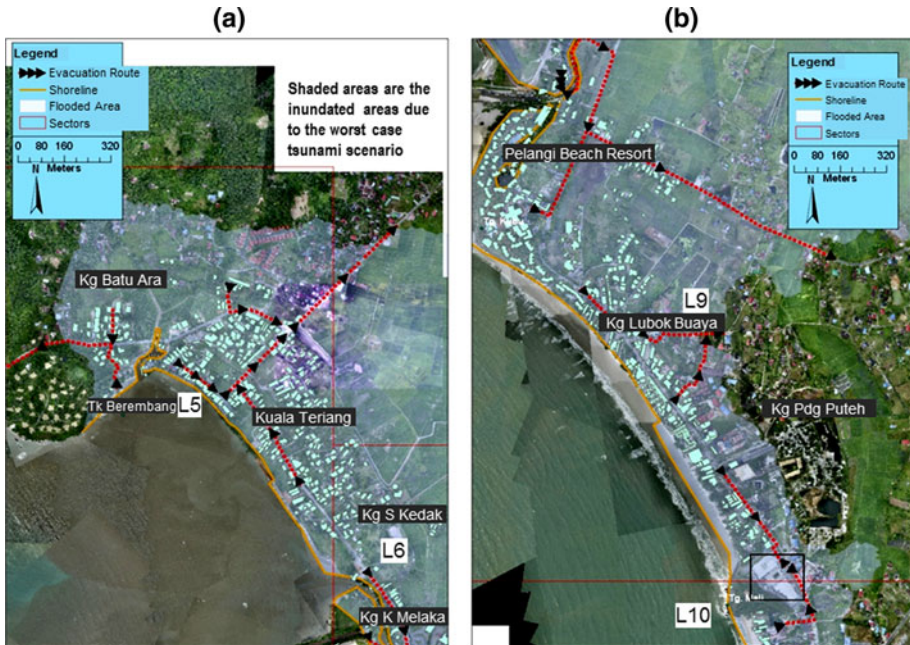 (a)
Legend
Evacuation Route
Shoreline
Flooded Area
Sectors
0 80 160 320
Meters
N
Shaded areas are the
inundated areas due
to the worst case
tsunami scenario
Kg Batu Ara
Tk Berembang
L5
Kuala Teriang
Kg S Kedak
L6
Kg K Melaka
(b)
Legend
Evacuation Route
Shoreline
Flooded Area
Sectors
0 80 160 320
Meters
N
Pelangi Beach Resort
L9
Kg Lubok Buaya
Kg Pdg Puteh
L10